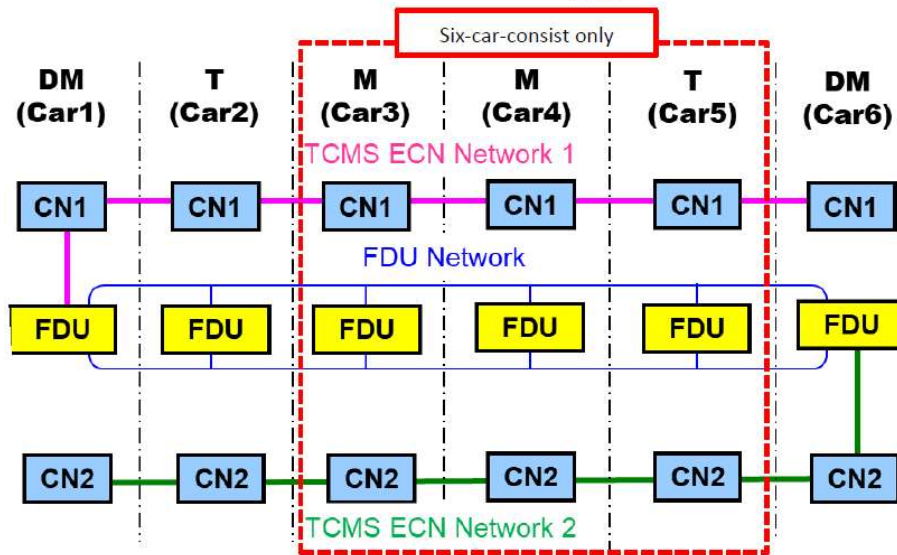 Six-car-consist only
DM T M M T DM
(Car1) (Car2) (Car3) (Car4) (Car5) (Car6)
TCMS ECN Network 1
CN1 CN1 CN1 CN1 CN1 CN1
FDU Network
FDU FDU FDU FDU FDU FDU
CN2 CN2 CN2 CN2 CN2 CN2
TCMS ECN Network 2